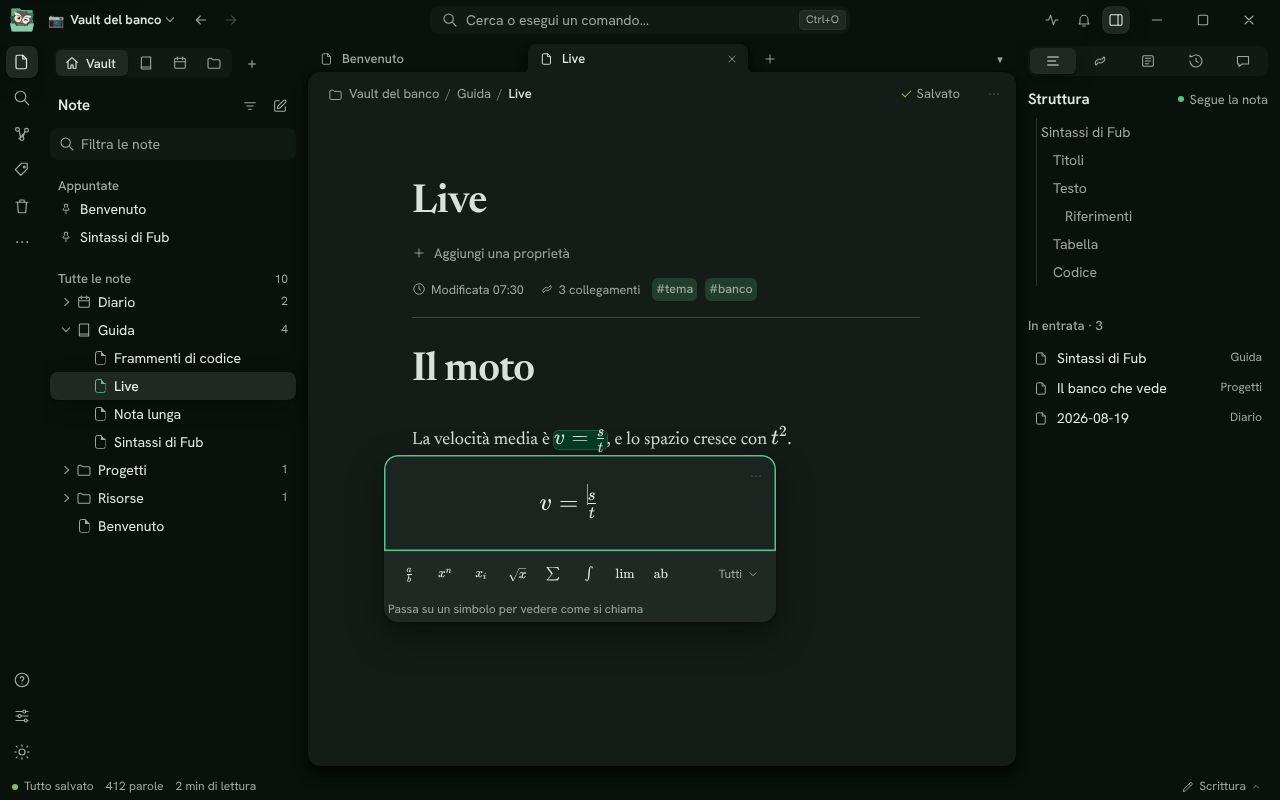 Vault del banco
Cerca o esegui un comando…
Ctrl+O
Vault
Benvenuto
Live
Note
Filtra le note
Appuntate
Benvenuto
Sintassi di Fub
Tutte le note 10
Diario 2
Guida 4
Frammenti di codice
Live
Nota lunga
Sintassi di Fub
Progetti 1
Risorse 1
Benvenuto
Vault del banco / Guida / Live
Salvato
Live
Aggiungi una proprietà
Modificata 07:30 3 collegamenti #tema #banco
Il moto
La velocità media è v = s/t, e lo spazio cresce con t².
v = s/t
a/b xⁿ xᵢ √x ∑ ∫ lim ab Tutti
Passa su un simbolo per vedere come si chiama
Struttura Segue la nota
Sintassi di Fub
Titoli
Testo
Riferimenti
Tabella
Codice
In entrata · 3
Sintassi di Fub Guida
Il banco che vede Progetti
2026-08-19 Diario
Tutto salvato 412 parole 2 min di lettura
Scrittura